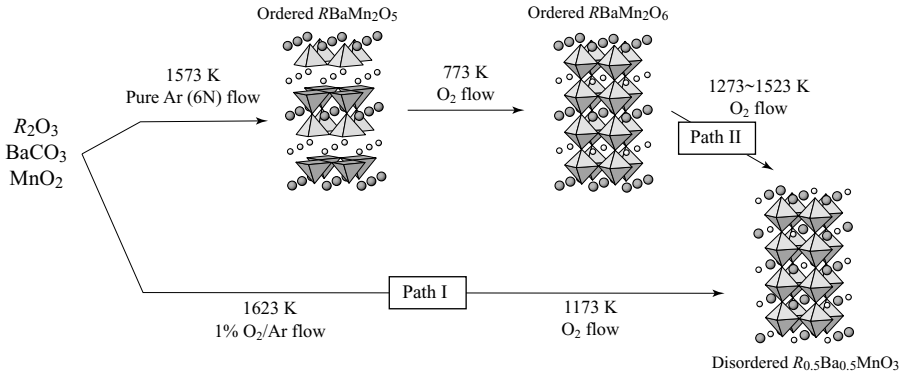 Ordered RBaMn₂O₅
Ordered RBaMn₂O₆
1573 K
Pure Ar (6N) flow
773 K
O₂ flow
1273~1523 K
O₂ flow
Path II
R₂O₃
BaCO₃
MnO₂
Path I
1623 K
1% O₂/Ar flow
1173 K
O₂ flow
Disordered R₀.₅Ba₀.₅MnO₃